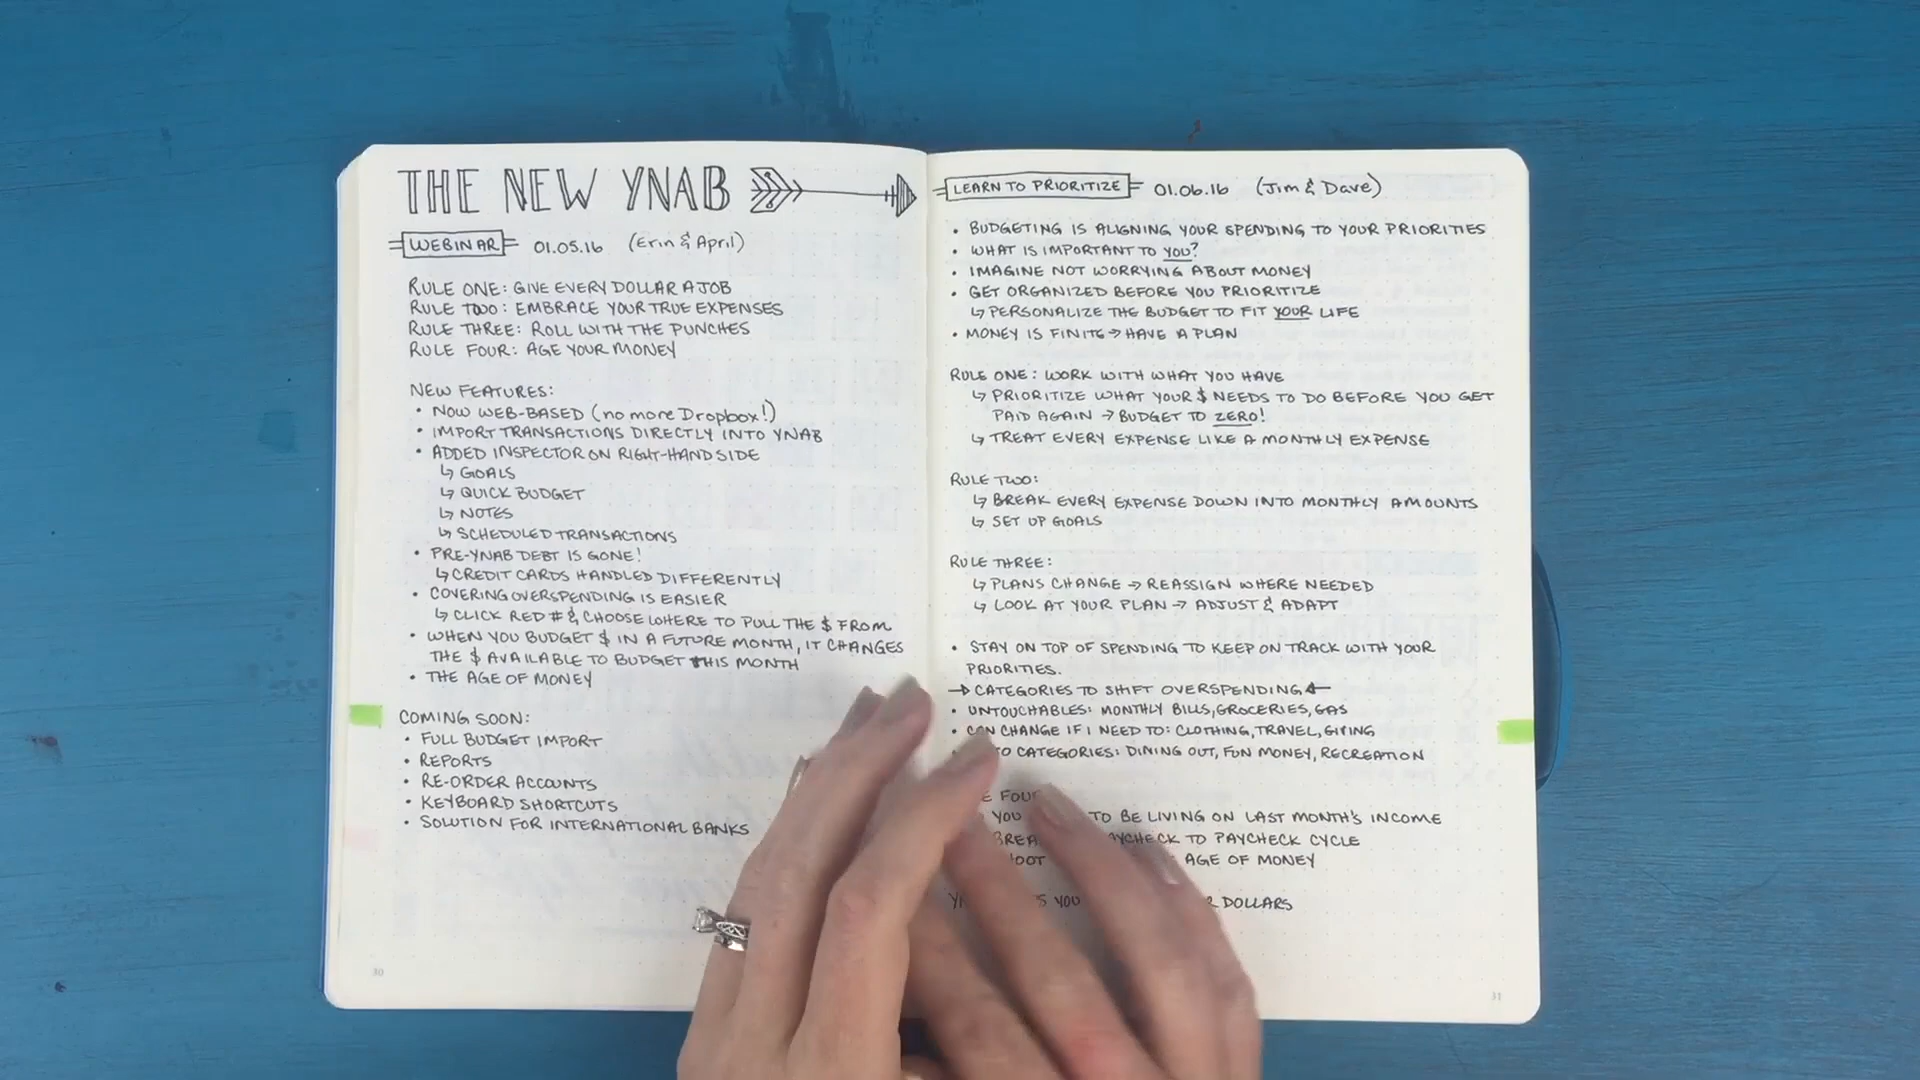 THE NEW YNAB
WEBINAR 01.05.16 (Erin & April)
RULE ONE: GIVE EVERY DOLLAR A JOB
RULE TWO: EMBRACE YOUR TRUE EXPENSES
RULE THREE: ROLL WITH THE PUNCHES
RULE FOUR: AGE YOUR MONEY
NEW FEATURES:
• NOW WEB-BASED (no more Dropbox!)
• IMPORT TRANSACTIONS DIRECTLY INTO YNAB
• ADDED INSPECTOR ON RIGHT-HAND SIDE
↳ GOALS
↳ QUICK BUDGET
↳ NOTES
↳ SCHEDULED TRANSACTIONS
• PRE-YNAB DEBT IS GONE!
↳ CREDIT CARDS HANDLED DIFFERENTLY
• COVERING OVERSPENDING IS EASIER
↳ CLICK RED # & CHOOSE WHERE TO PULL THE $ FROM
• WHEN YOU BUDGET $ IN A FUTURE MONTH, IT CHANGES
THE $ AVAILABLE TO BUDGET THIS MONTH
• THE AGE OF MONEY
COMING SOON:
• FULL BUDGET IMPORT
• REPORTS
• RE-ORDER ACCOUNTS
• KEYBOARD SHORTCUTS
• SOLUTION FOR INTERNATIONAL BANKS
30
LEARN TO PRIORITIZE 01.06.16 (Jim & Dave)
• BUDGETING IS ALIGNING YOUR SPENDING TO YOUR PRIORITIES
• WHAT IS IMPORTANT TO YOU?
• IMAGINE NOT WORRYING ABOUT MONEY
• GET ORGANIZED BEFORE YOU PRIORITIZE
↳ PERSONALIZE THE BUDGET TO FIT YOUR LIFE
• MONEY IS FINITE → HAVE A PLAN
RULE ONE: WORK WITH WHAT YOU HAVE
↳ PRIORITIZE WHAT YOUR $ NEEDS TO DO BEFORE YOU GET
PAID AGAIN → BUDGET TO ZERO!
↳ TREAT EVERY EXPENSE LIKE A MONTHLY EXPENSE
RULE TWO:
↳ BREAK EVERY EXPENSE DOWN INTO MONTHLY AMOUNTS
↳ SET UP GOALS
RULE THREE:
↳ PLANS CHANGE → REASSIGN WHERE NEEDED
↳ LOOK AT YOUR PLAN → ADJUST & ADAPT
• STAY ON TOP OF SPENDING TO KEEP ON TRACK WITH YOUR
PRIORITIES.
→ CATEGORIES TO SHIFT OVERSPENDING ←
• UNTOUCHABLES: MONTHLY BILLS, GROCERIES, GAS
• CAN CHANGE IF I NEED TO: CLOTHING, TRAVEL, GIVING
TO CATEGORIES: DINING OUT, FUN MONEY, RECREATION
FOUR
YOU TO BE LIVING ON LAST MONTH'S INCOME
TO PAYCHECK CYCLE
AGE OF MONEY
YOU DOLLARS
31